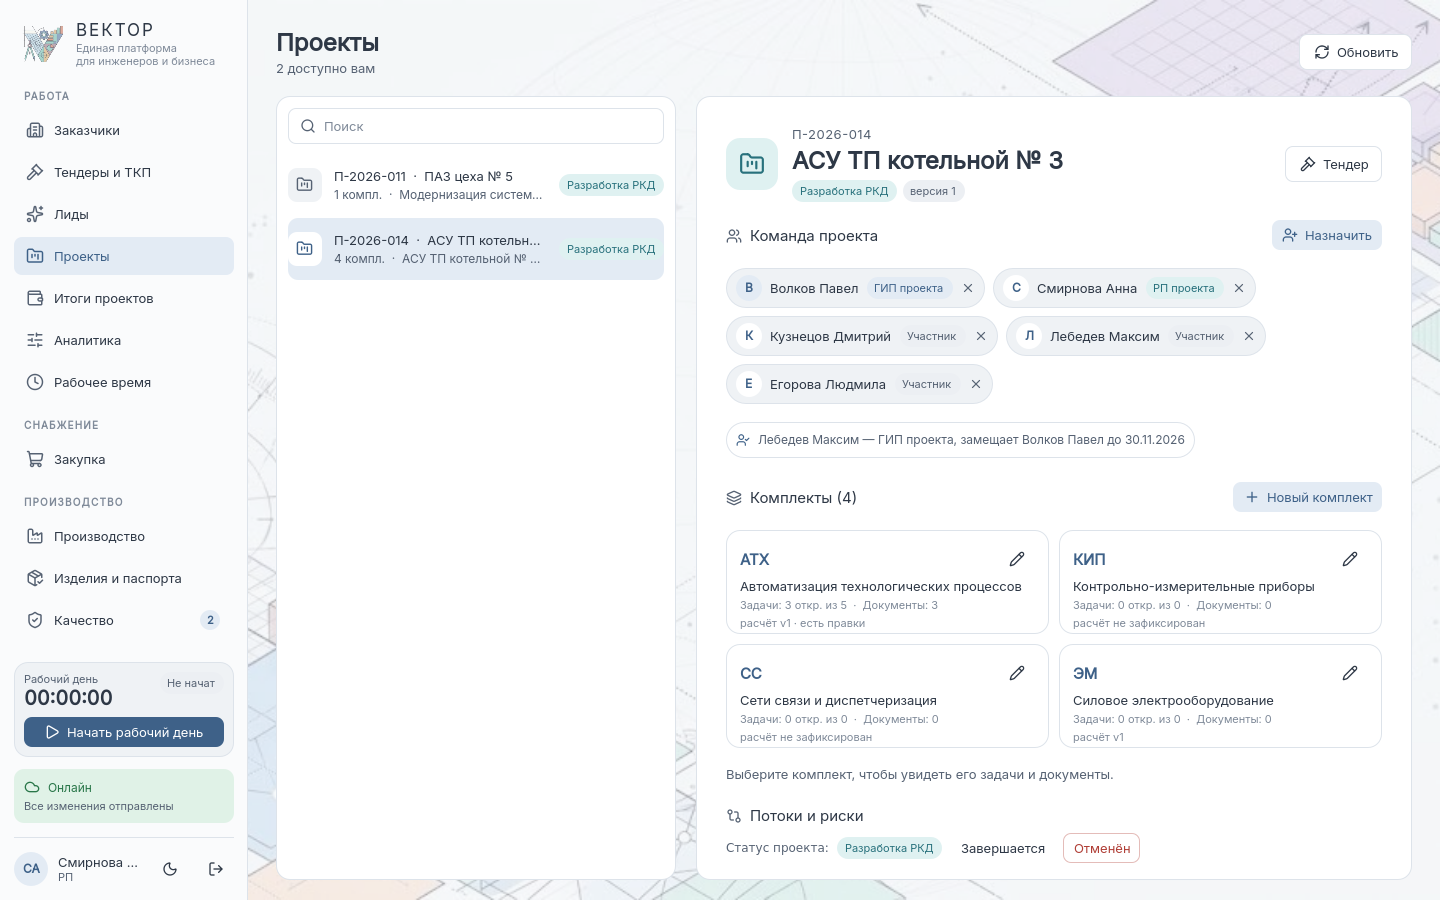 ВЕКТОР
Единая платформа
для инженеров и бизнеса
РАБОТА
Заказчики
Тендеры и ТКП
Лиды
Проекты
Итоги проектов
Аналитика
Рабочее время
СНАБЖЕНИЕ
Закупка
ПРОИЗВОДСТВО
Производство
Изделия и паспорта
Качество 2
Рабочий день
Не начат
00:00:00
Начать рабочий день
Онлайн
Все изменения отправлены
СА
Смирнова ...
РП
Проекты
2 доступно вам
Обновить
Поиск
П-2026-011 · ПАЗ цеха № 5
1 компл. · Модернизация систем...
Разработка РКД
П-2026-014 · АСУ ТП котельн...
4 компл. · АСУ ТП котельной № ...
Разработка РКД
П-2026-014
АСУ ТП котельной № 3
Разработка РКД версия 1
Тендер
Команда проекта
Назначить
В Волков Павел ГИП проекта
С Смирнова Анна РП проекта
К Кузнецов Дмитрий Участник
Л Лебедев Максим Участник
Е Егорова Людмила Участник
Лебедев Максим — ГИП проекта, замещает Волков Павел до 30.11.2026
Комплекты (4)
Новый комплект
АТХ
Автоматизация технологических процессов
Задачи: 3 откр. из 5 · Документы: 3
расчёт v1 · есть правки
КИП
Контрольно-измерительные приборы
Задачи: 0 откр. из 0 · Документы: 0
расчёт не зафиксирован
СС
Сети связи и диспетчеризация
Задачи: 0 откр. из 0 · Документы: 0
расчёт не зафиксирован
ЭМ
Силовое электрооборудование
Задачи: 0 откр. из 0 · Документы: 0
расчёт v1
Выберите комплект, чтобы увидеть его задачи и документы.
Потоки и риски
Статус проекта: Разработка РКД Завершается Отменён